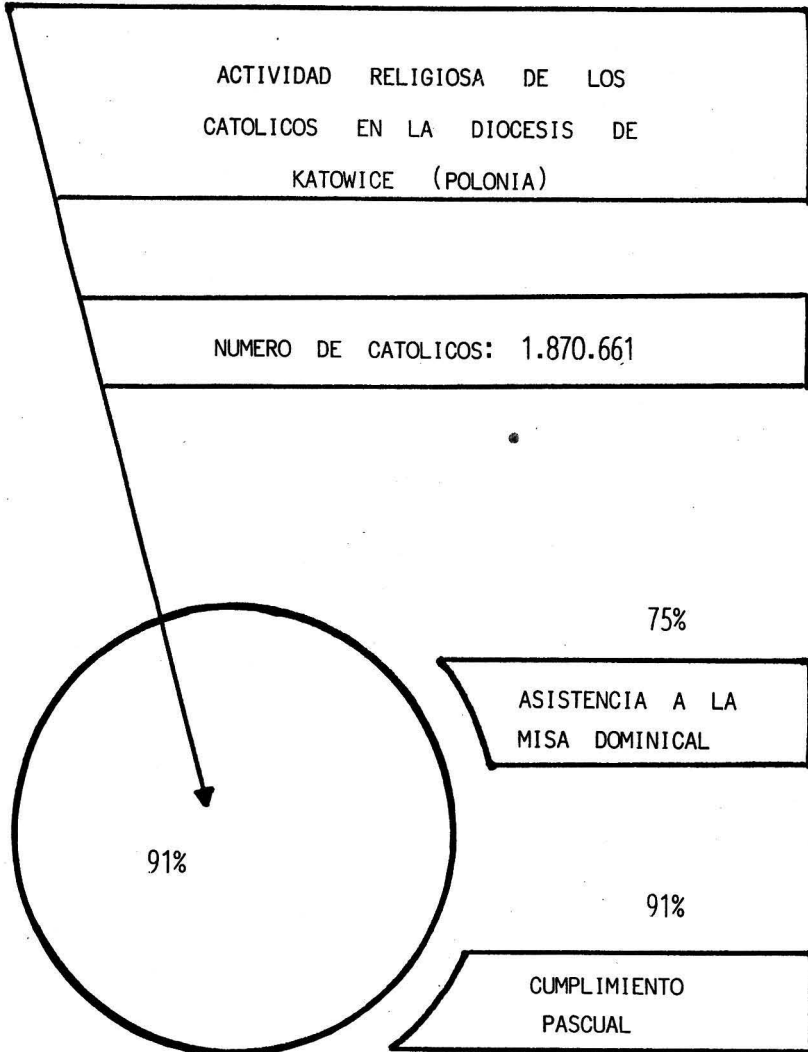 ACTIVIDAD RELIGIOSA DE LOS
CATOLICOS EN LA DIOCESIS DE
KATOWICE (POLONIA)
NUMERO DE CATOLICOS: 1.870.661
75%
ASISTENCIA A LA
MISA DOMINICAL
91%
91%
CUMPLIMIENTO
PASCUAL